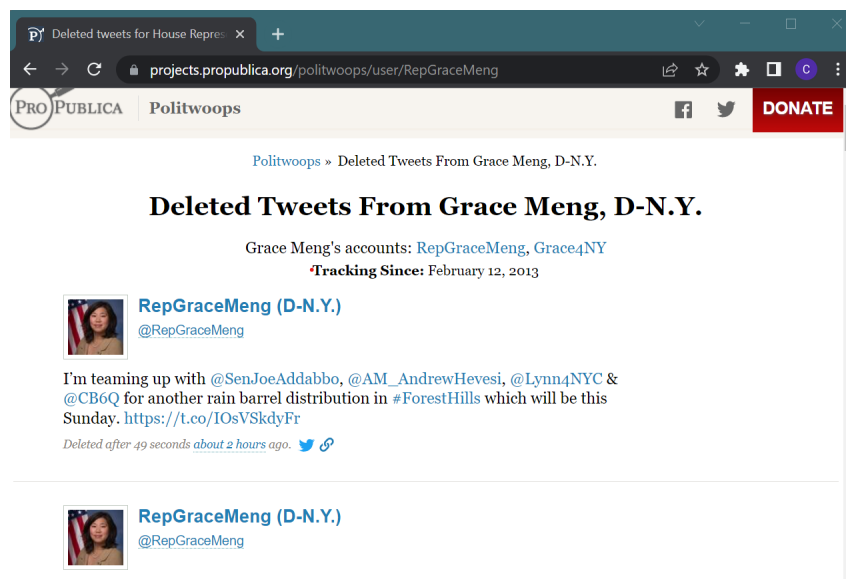 Deleted tweets for House Repres
projects.propublica.org/politwoops/user/RepGraceMeng
C
PROPUBLICA Politwoops DONATE
Politwoops » Deleted Tweets From Grace Meng, D-N.Y.
Deleted Tweets From Grace Meng, D-N.Y.
Grace Meng's accounts: RepGraceMeng, Grace4NY
Tracking Since: February 12, 2013
RepGraceMeng (D-N.Y.)
@RepGraceMeng
I'm teaming up with @SenJoeAddabbo, @AM_AndrewHevesi, @Lynn4NYC &
@CB6Q for another rain barrel distribution in #ForestHills which will be this
Sunday. https://t.co/IOsVSkdyFr
Deleted after 49 seconds about 2 hours ago.
RepGraceMeng (D-N.Y.)
@RepGraceMeng